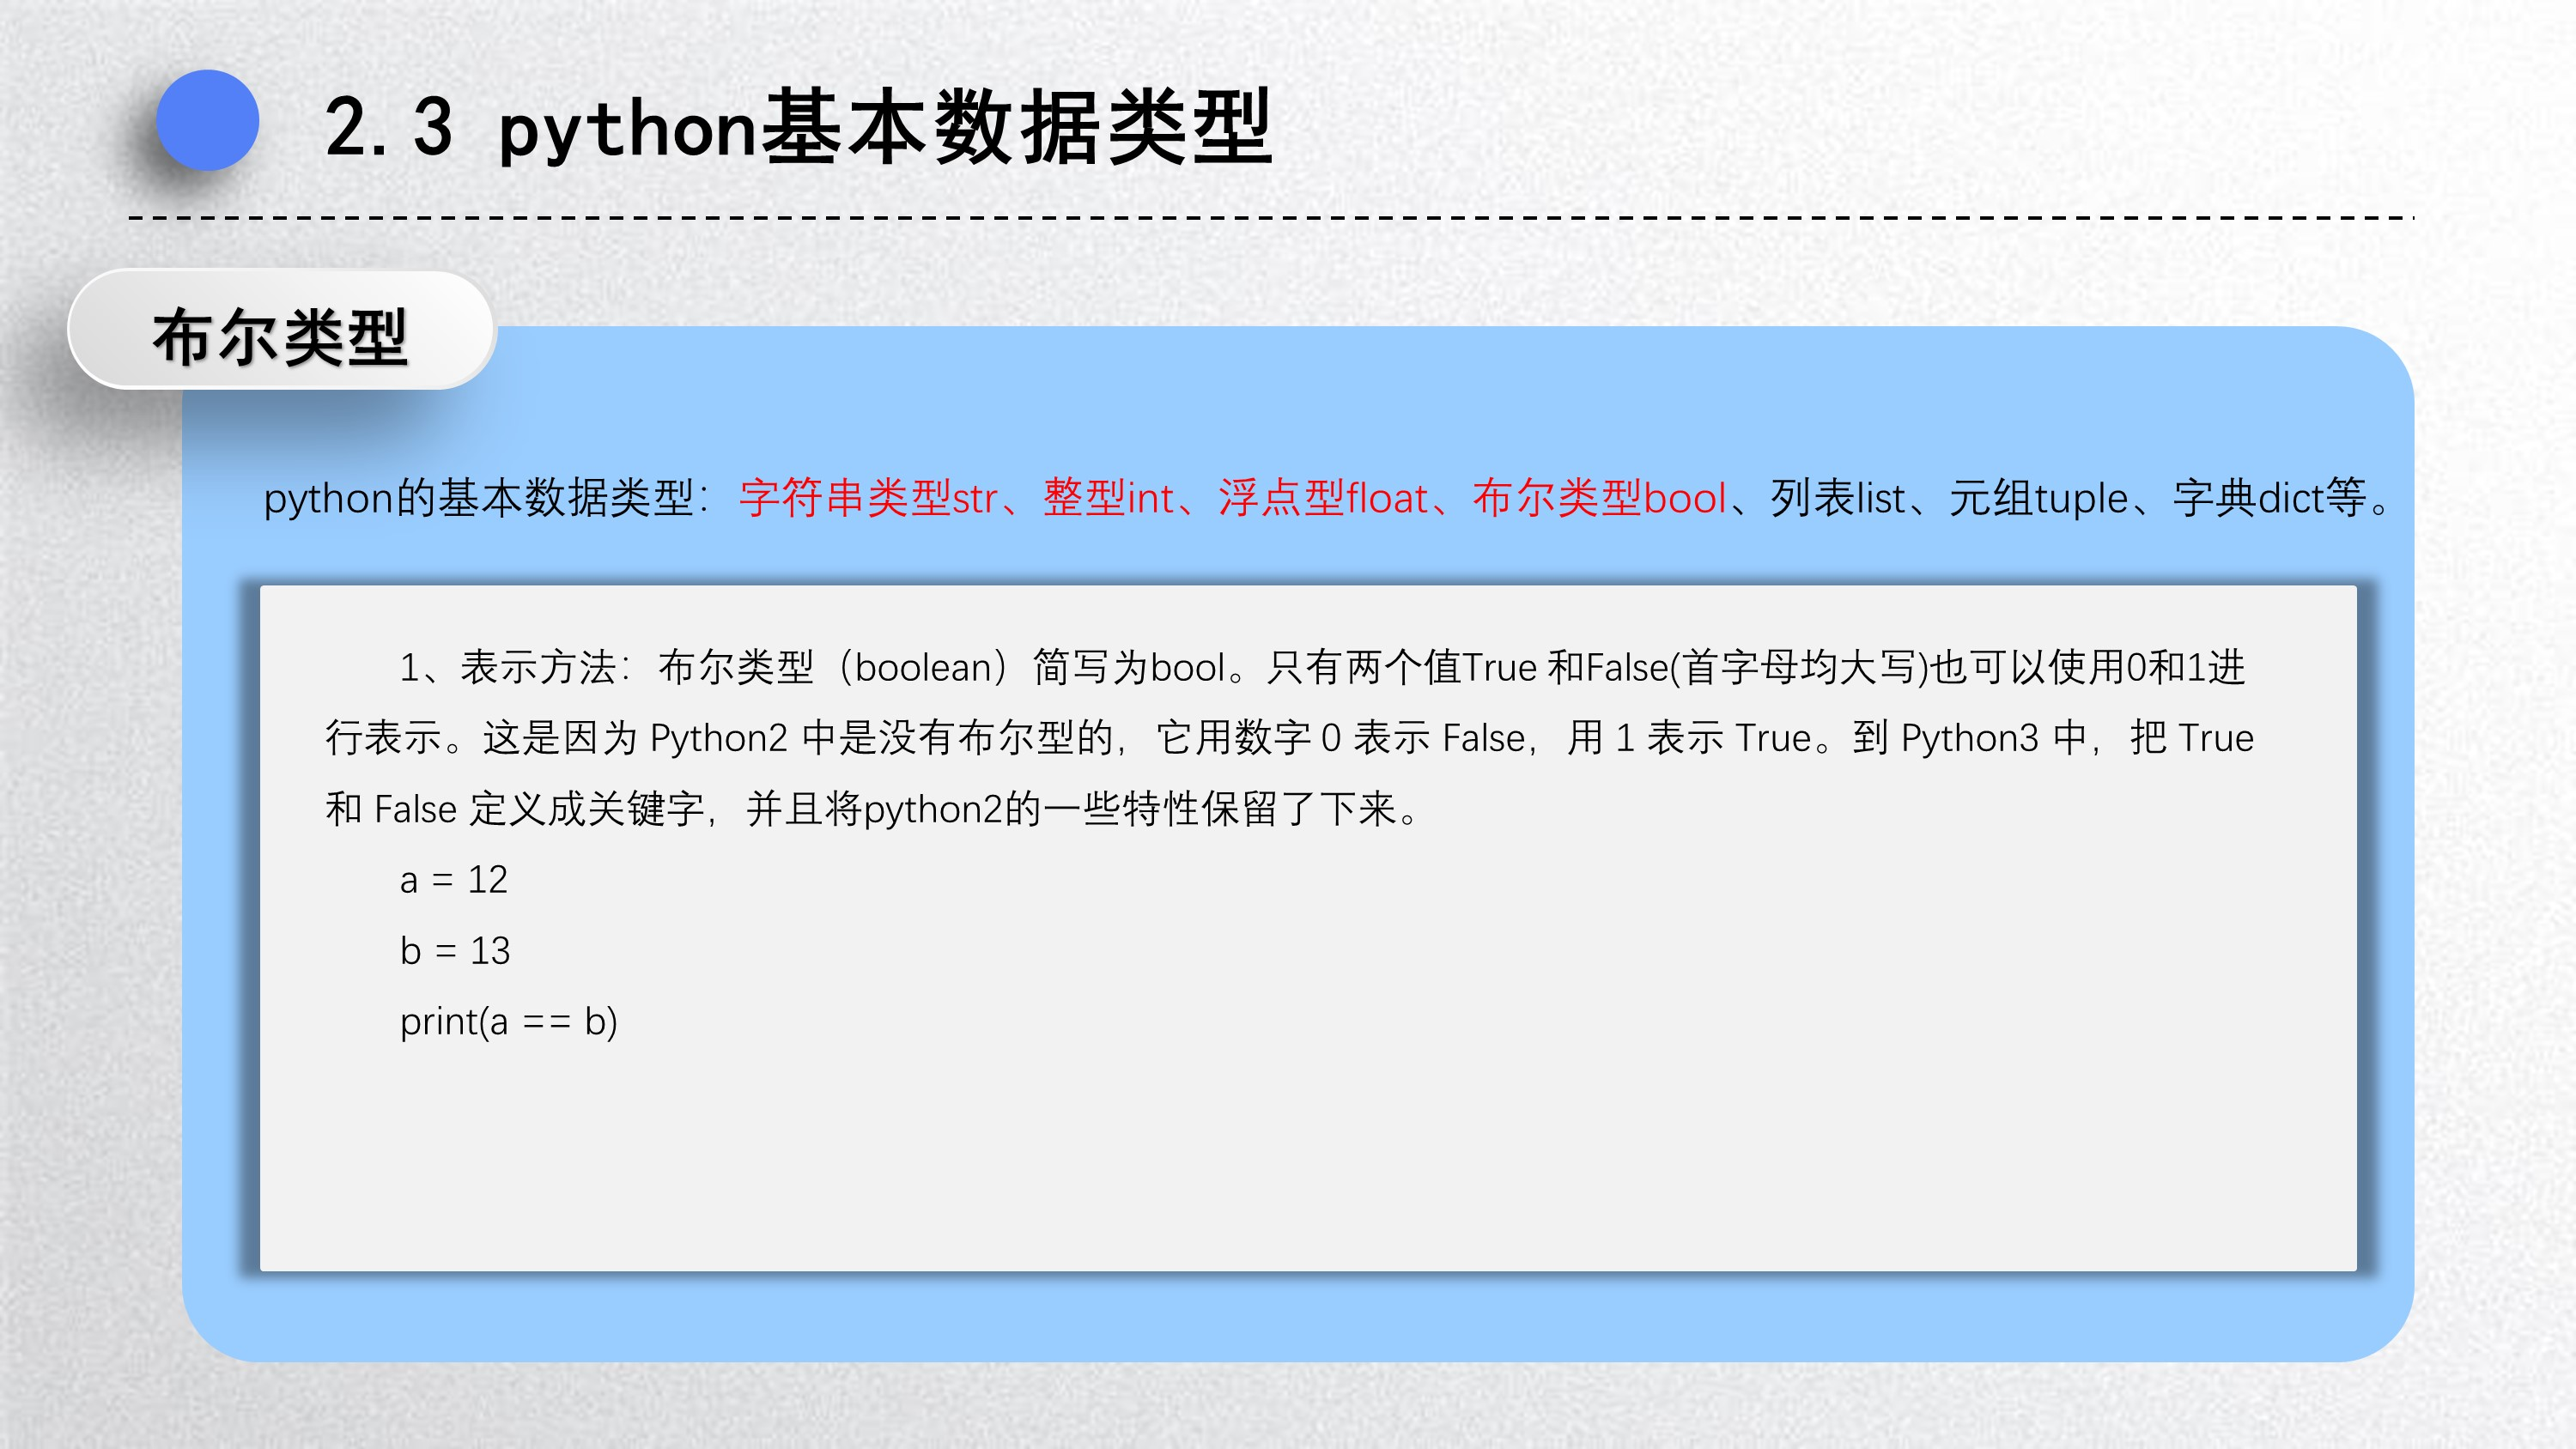 2.3 python基本数据类型
布尔类型
python的基本数据类型：字符串类型str、整型int、浮点型float、布尔类型bool、列表list、元组tuple、字典dict等。
1、表示方法：布尔类型（boolean）简写为bool。只有两个值True 和False(首字母均大写)也可以使用0和1进
行表示。这是因为 Python2 中是没有布尔型的，它用数字 0 表示 False，用 1 表示 True。到 Python3 中，把 True
和 False 定义成关键字，并且将python2的一些特性保留了下来。
a = 12
b = 13
print(a == b)